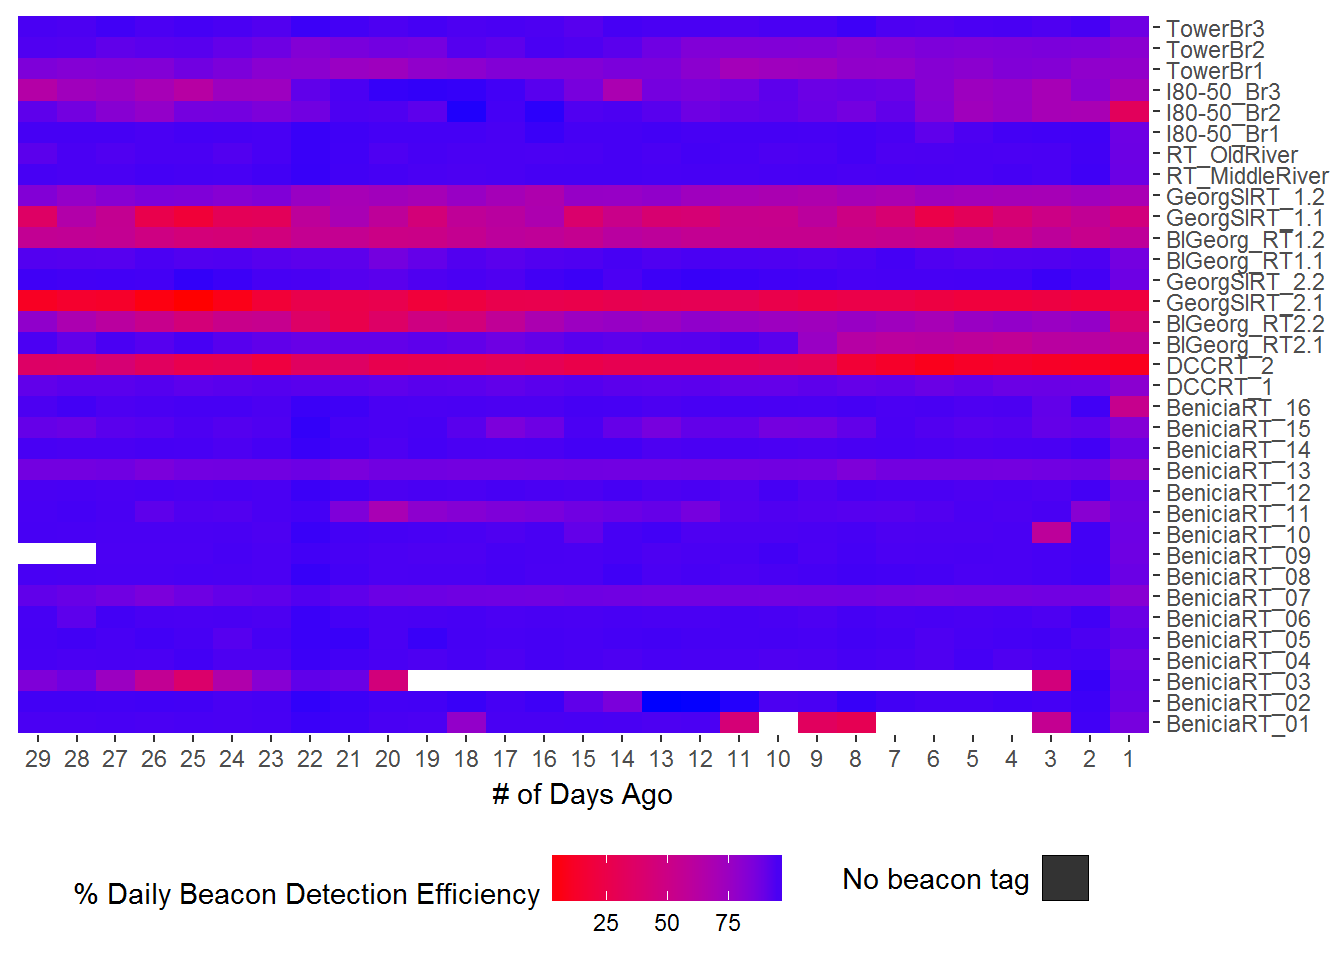 TowerBr3
TowerBr2
TowerBr1
I80-50_Br3
I80-50_Br2
I80-50_Br1
RT_OldRiver
RT_MiddleRiver
GeorgSlRT_1.2
GeorgSlRT_1.1
BlGeorg_RT1.2
BlGeorg_RT1.1
GeorgSlRT_2.2
GeorgSlRT_2.1
BlGeorg_RT2.2
BlGeorg_RT2.1
DCCRT_2
DCCRT_1
BeniciaRT_16
BeniciaRT_15
BeniciaRT_14
BeniciaRT_13
BeniciaRT_12
BeniciaRT_11
BeniciaRT_10
BeniciaRT_09
BeniciaRT_08
BeniciaRT_07
BeniciaRT_06
BeniciaRT_05
BeniciaRT_04
BeniciaRT_03
BeniciaRT_02
BeniciaRT_01
29 28 27 26 25 24 23 22 21 20 19 18 17 16 15 14 13 12 11 10 9 8 7 6 5 4 3 2 1
# of Days Ago
% Daily Beacon Detection Efficiency
25 50 75
No beacon tag